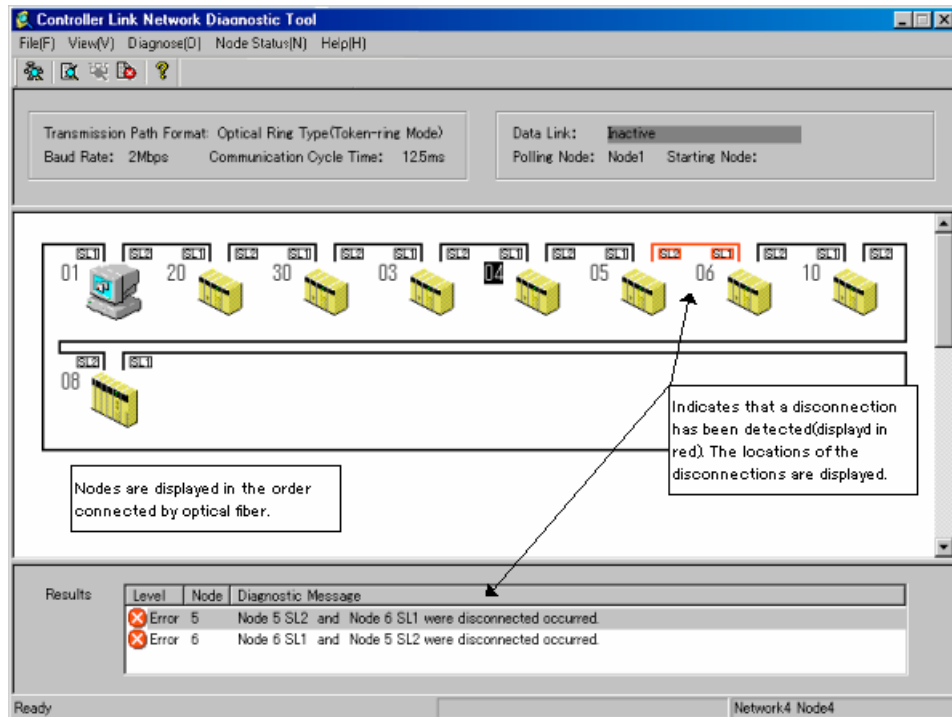 Controller Link Network Diagnostic Tool
File(F) View(V) Diagnose(D) Node Status(N) Help(H)
Transmission Path Format: Optical Ring Type(Token-ring Mode)
Baud Rate: 2Mbps Communication Cycle Time: 12.5ms
Data Link: Inactive
Polling Node: Node1 Starting Node:
SL1 SL2 SL1 SL2 SL1 SL2 SL1 SL2 SL1 SL2 SL1 SL2 SL1 SL2 SL1 SL2
01 20 30 03 04 05 06 10
SL2 SL1
08
Indicates that a disconnection
has been detected(displayd in
red). The locations of the
disconnections are displayed.
Nodes are displayed in the order
connected by optical fiber.
Results
Level Node Diagnostic Message
Error 5 Node 5 SL2 and Node 6 SL1 were disconnected occurred.
Error 6 Node 6 SL1 and Node 5 SL2 were disconnected occurred.
Ready
Network4 Node4